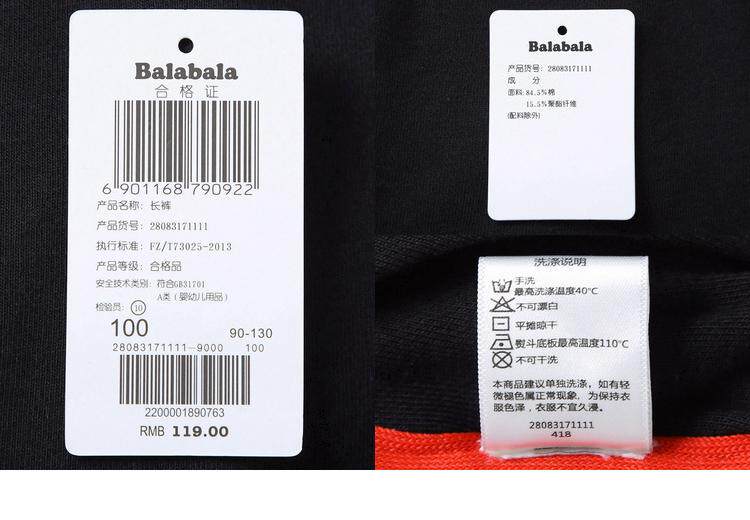 Balabala
合格证
6 901168 790922
产品名称: 长裤
产品货号: 28083171111
执行标准: FZ/T73025-2013
产品等级: 合格品
安全技术类别: 符合GB31701
A类 (婴幼儿用品)
检验员: 10
100 90-130
28083171111-9000 100
2200001890763
RMB 119.00
Balabala
产品货号: 28083171111
成 分
面料: 84.5%棉
15.5%聚酯纤维
(配料除外)
洗涤说明
手洗
最高洗涤温度40℃
不可漂白
平摊晾干
熨斗底板最高温度110℃
不可干洗
本商品建议单独洗涤, 如有轻
微褪色属正常现象, 为保持衣
服色泽, 衣服不宜久浸。
28083171111
418